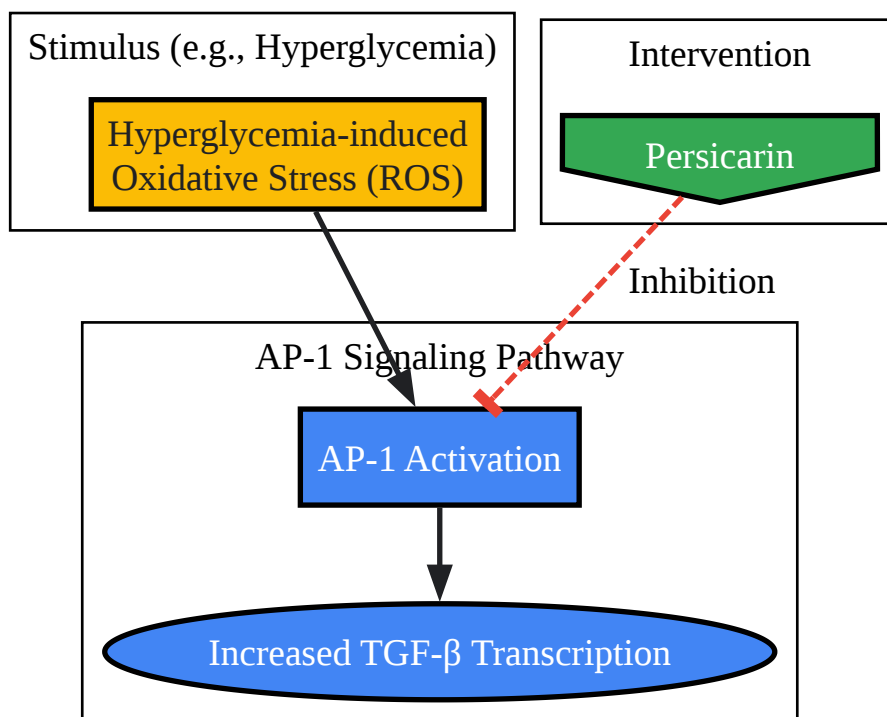 Stimulus (e.g., Hyperglycemia)
Hyperglycemia-induced
Oxidative Stress (ROS)
Intervention
Persicarin
Inhibition
AP-1 Signaling Pathway
AP-1 Activation
Increased TGF-β Transcription